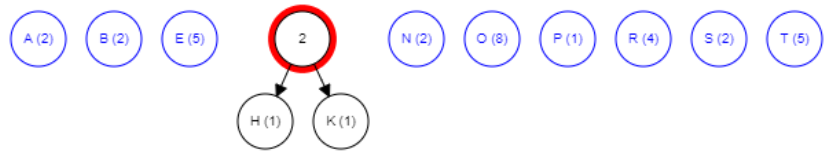 A (2) B (2) E (5) 2 N (2) O (8) P (1) R (4) S (2) T (5)
H (1) K (1)